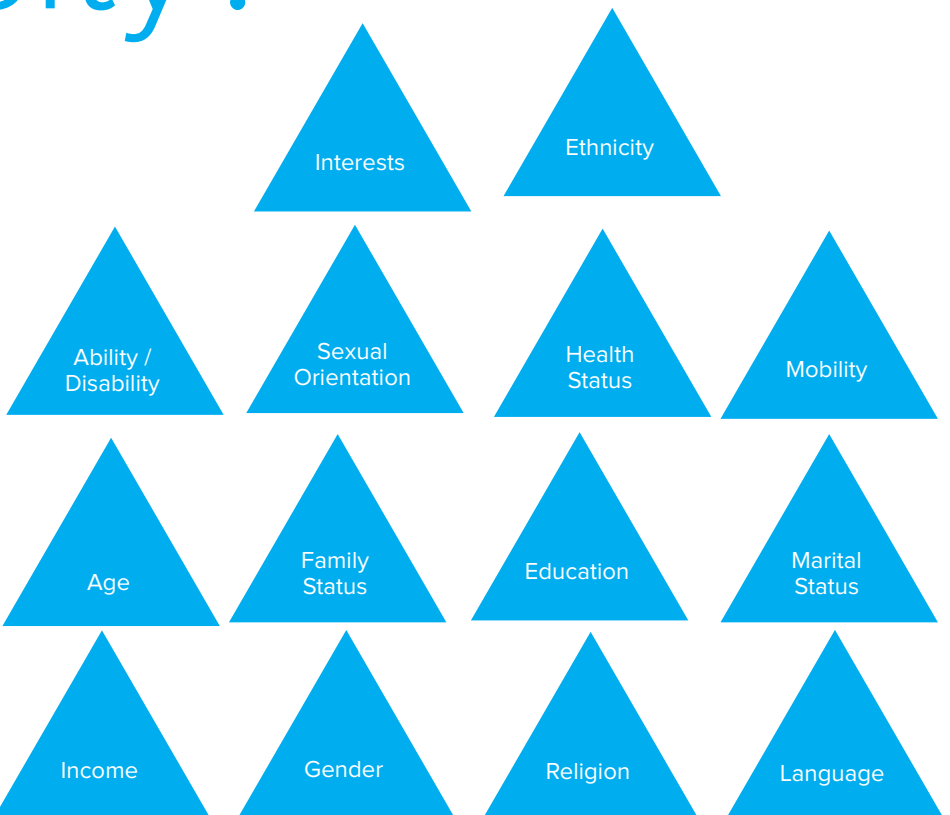 Interests
Ethnicity
Ability /
Disability
Sexual
Orientation
Health
Status
Mobility
Age
Family
Status
Education
Marital
Status
Income
Gender
Religion
Language